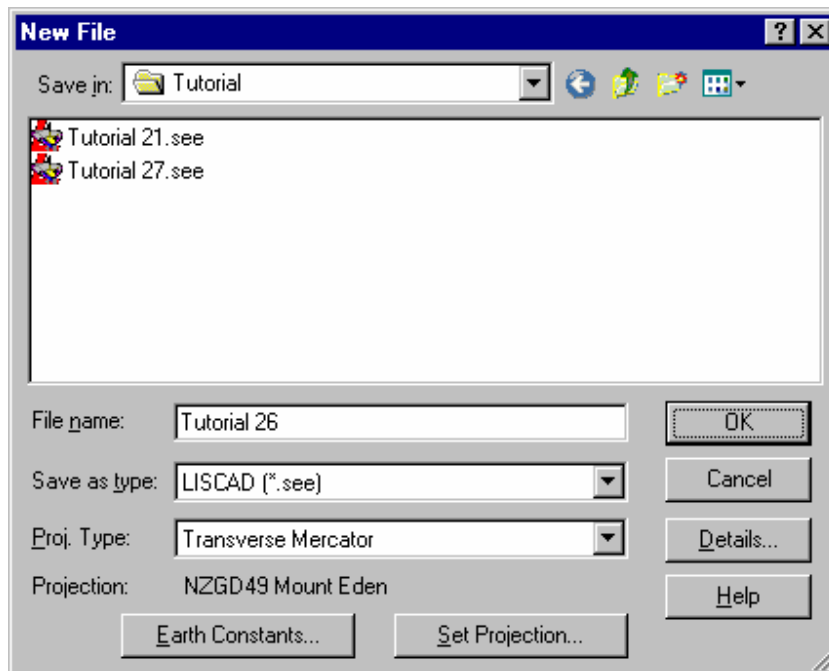 New File
Save in: Tutorial
Tutorial 21.see
Tutorial 27.see
File name: Tutorial 26 OK
Save as type: LISCAD (*.see) Cancel
Proj. Type: Transverse Mercator Details...
Projection: NZGD49 Mount Eden Help
Earth Constants... Set Projection...